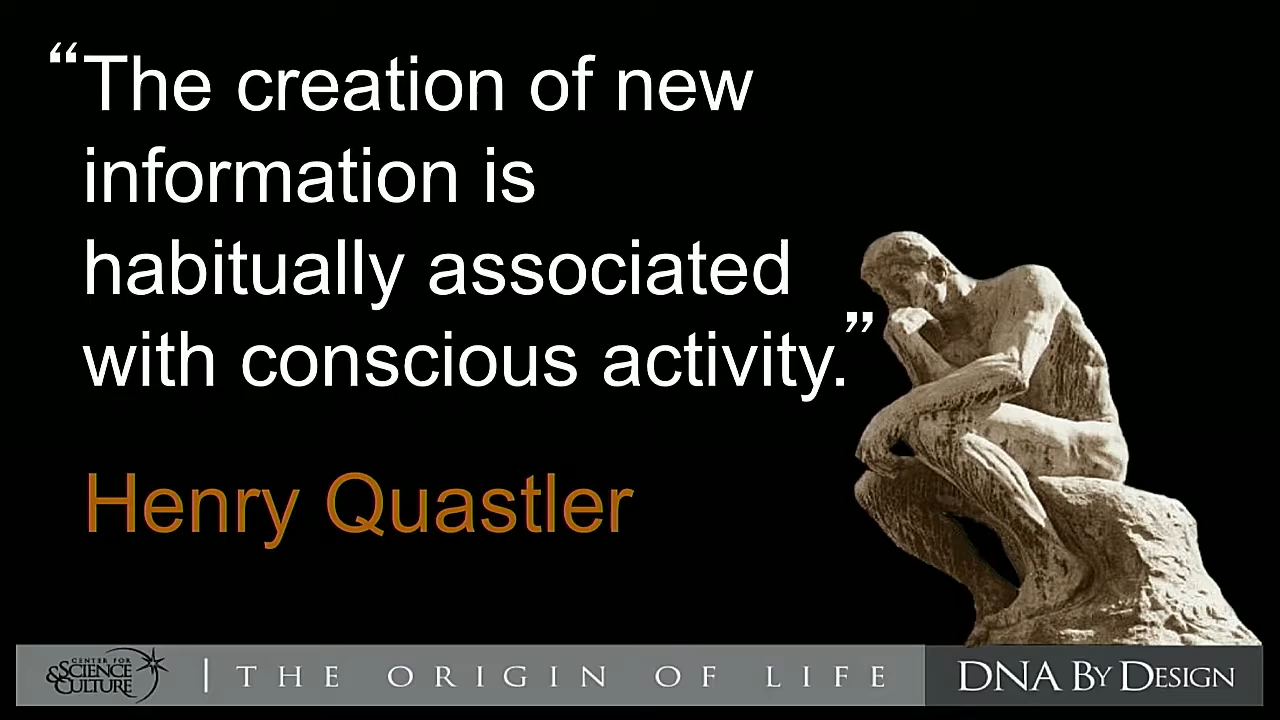 “The creation of new
information is
habitually associated
with conscious activity.”
Henry Quastler
CENTER FOR
SCIENCE
& CULTURE
| THE ORIGIN OF LIFE
DNA BY DESIGN